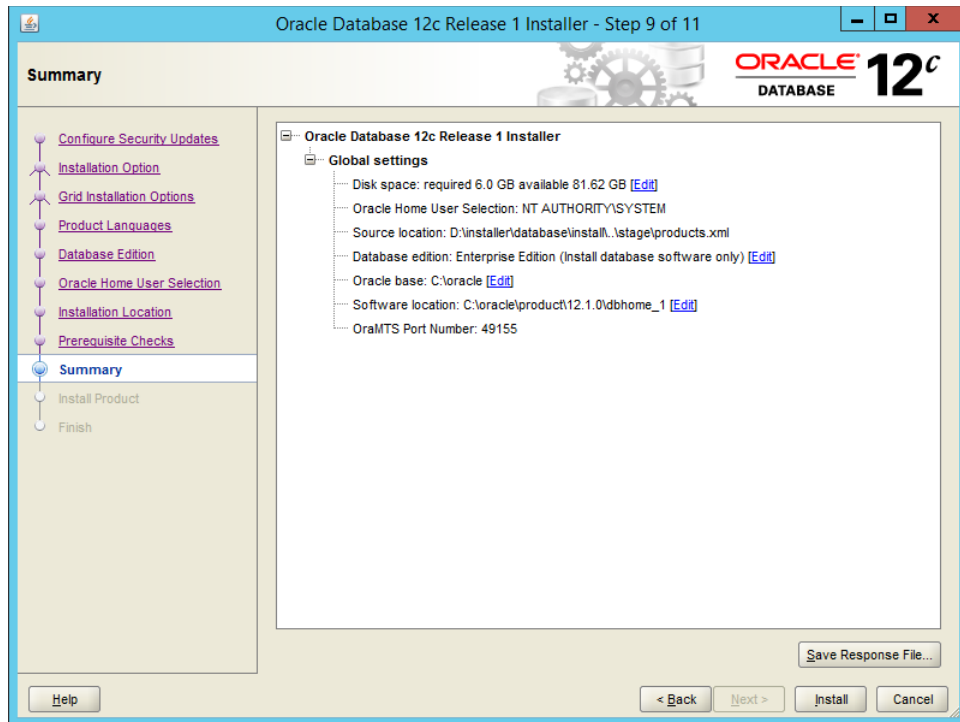 Oracle Database 12c Release 1 Installer - Step 9 of 11
Summary
ORACLE
DATABASE
12c
Configure Security Updates
Installation Option
Grid Installation Options
Product Languages
Database Edition
Oracle Home User Selection
Installation Location
Prerequisite Checks
Summary
Install Product
Finish
Oracle Database 12c Release 1 Installer
Global settings
Disk space: required 6.0 GB available 81.62 GB [Edit]
Oracle Home User Selection: NT AUTHORITY\SYSTEM
Source location: D:\installer\database\install\..\stage\products.xml
Database edition: Enterprise Edition (Install database software only) [Edit]
Oracle base: C:\oracle [Edit]
Software location: C:\oracle\product\12.1.0\dbhome_1 [Edit]
OraMTS Port Number: 49155
Save Response File...
Help
< Back
Next >
Install
Cancel